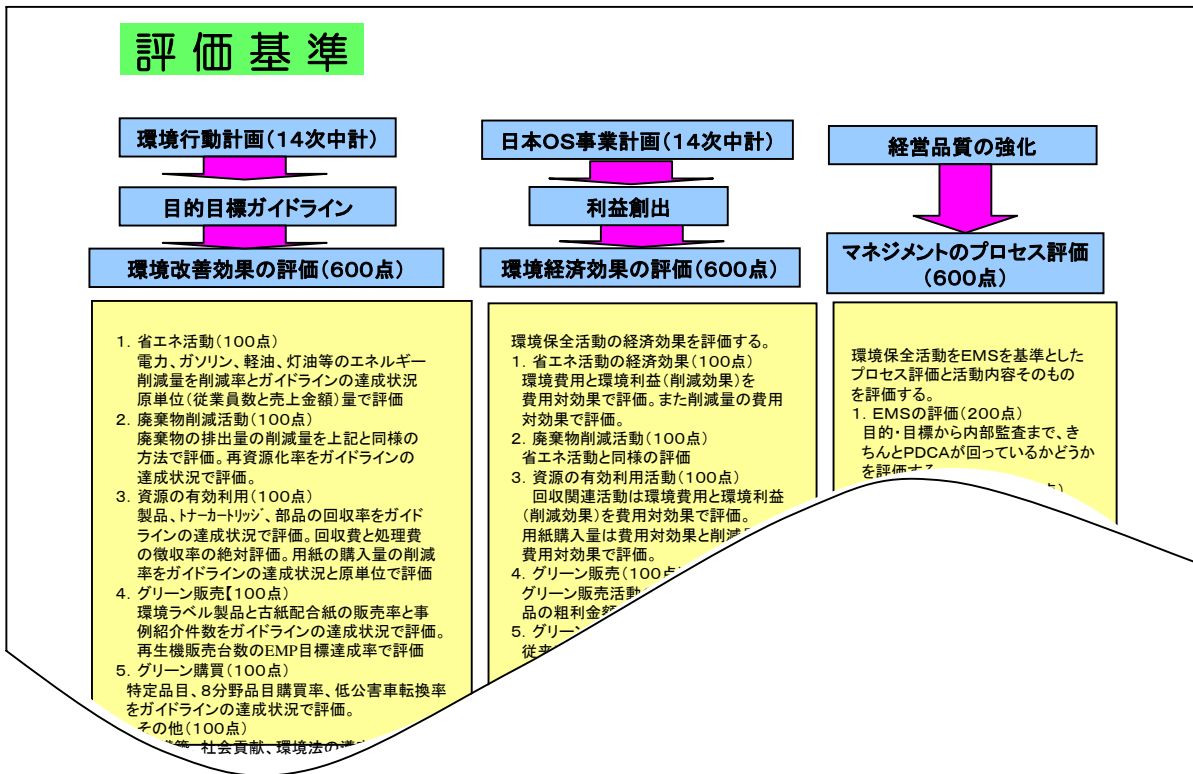 評価基準
環境行動計画(14次中計)
目的目標ガイドライン
環境改善効果の評価(600点)
1. 省エネ活動(100点)
電力、ガソリン、軽油、灯油等のエネルギー
削減量を削減率とガイドラインの達成状況
原単位(従業員数と売上金額)量で評価
2. 廃棄物削減活動(100点)
廃棄物の排出量の削減量を上記と同様の
方法で評価。再資源化率をガイドラインの
達成状況で評価。
3. 資源の有効利用(100点)
製品、トナーカートリッジ、部品の回収率をガイド
ラインの達成状況で評価。回収費と処理費
の徴収率の絶対評価。用紙の購入量の削減
率をガイドラインの達成状況と原単位で評価
4. グリーン販売【100点)
環境ラベル製品と古紙配合紙の販売率と事
例紹介件数をガイドラインの達成状況で評価。
再生機販売台数のEMP目標達成率で評価
5. グリーン購買(100点)
特定品目、8分野品目購買率、低公害車転換率
をガイドラインの達成状況で評価。
その他(100点)
社会貢献、環境法の
日本OS事業計画(14次中計)
利益創出
環境経済効果の評価(600点)
環境保全活動の経済効果を評価する。
1. 省エネ活動の経済効果(100点)
環境費用と環境利益(削減効果)を
費用対効果で評価。また削減量の費用
対効果で評価。
2. 廃棄物削減活動(100点)
省エネ活動と同様の評価
3. 資源の有効利用活動(100点)
回収関連活動は環境費用と環境利益
(削減効果)を費用対効果で評価。
用紙購入量は費用対効果と削減
費用対効果で評価。
4. グリーン販売(100点
グリーン販売活動
品の粗利金額
5. グリーン
従来
経営品質の強化
マネジメントのプロセス評価
(600点)
環境保全活動をEMSを基準とした
プロセス評価と活動内容そのもの
を評価する。
1. EMSの評価(200点)
目的・目標から内部監査まで、き
ちんとPDCAが回っているかどうか
を評価する
点)